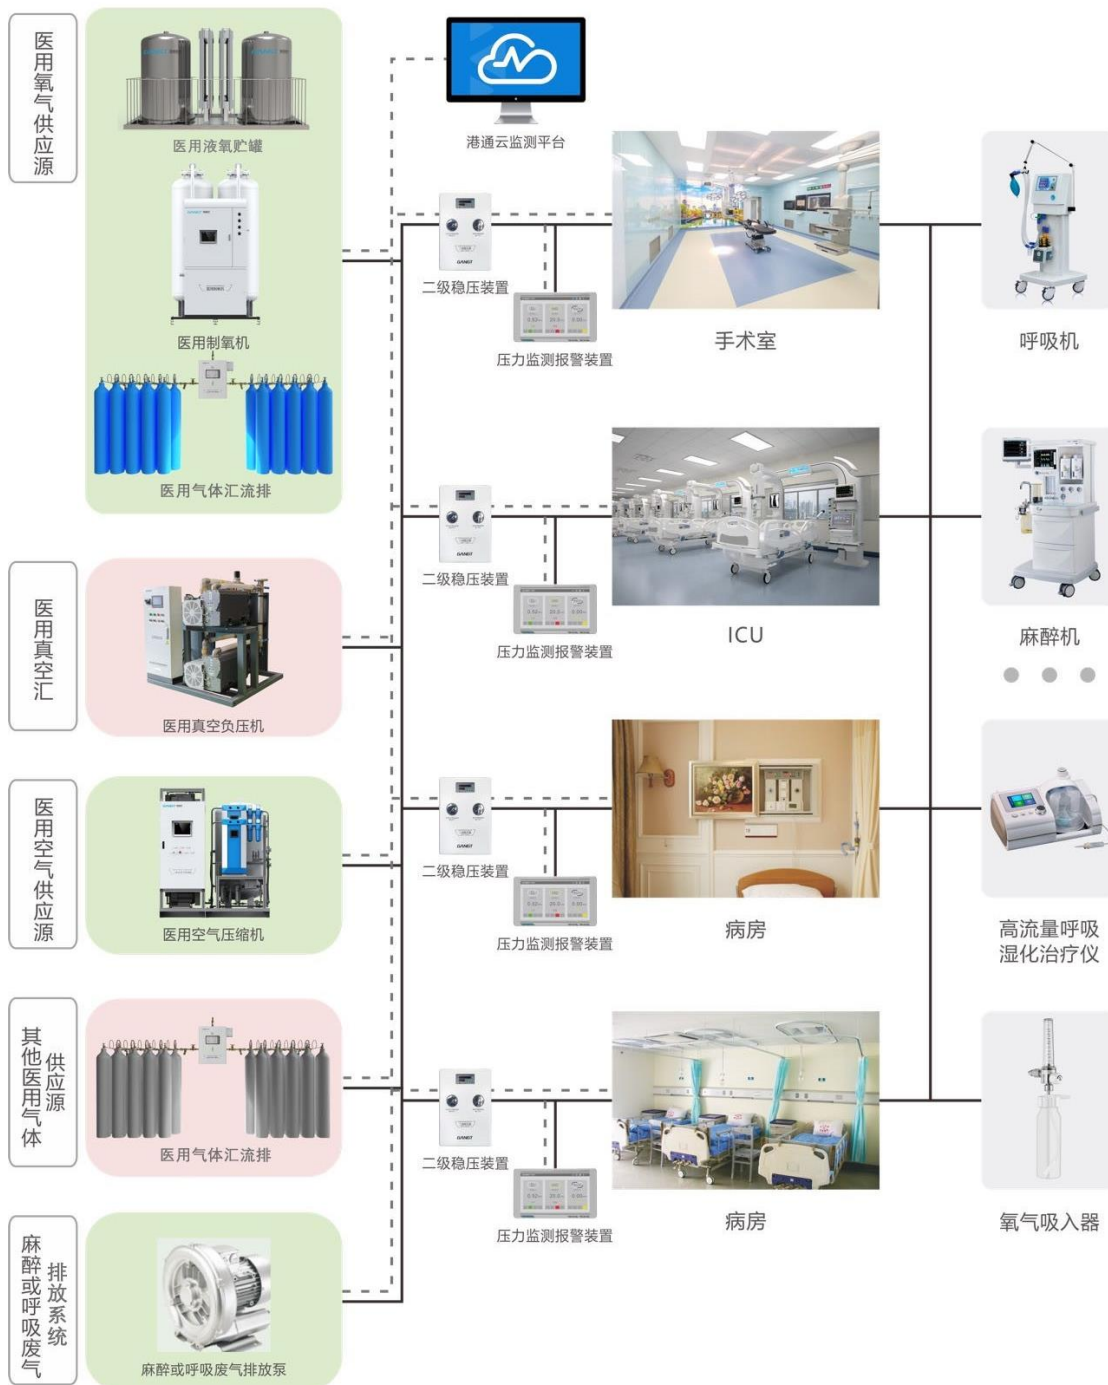 医用氧气供应源
医用液氧贮罐
医用制氧机
医用气体汇流排
医用真空汇
医用真空负压机
医用空气供应源
医用空气压缩机
其他医用气体
供应源
医用气体汇流排
麻醉或呼吸废气
排放系统
麻醉或呼吸废气排放泵
港通云监测平台
二级稳压装置
GANGT
压力监测报警装置
手术室
二级稳压装置
GANGT
压力监测报警装置
ICU
二级稳压装置
GANGT
压力监测报警装置
病房
二级稳压装置
GANGT
压力监测报警装置
病房
呼吸机
麻醉机
高流量呼吸
湿化治疗仪
氧气吸入器